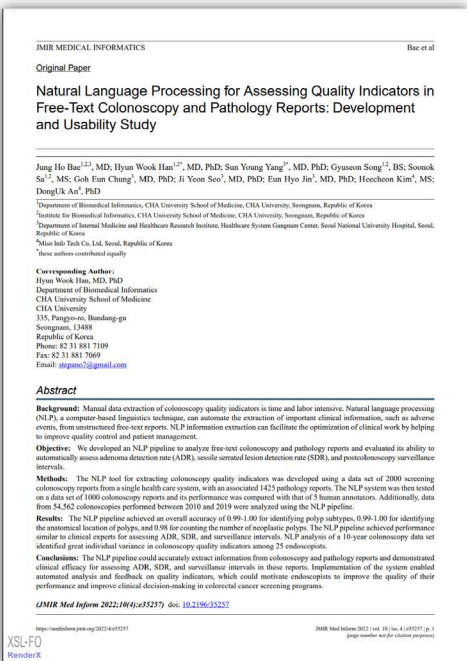 JMIR MEDICAL INFORMATICS Bae et al
Original Paper
Natural Language Processing for Assessing Quality Indicators in
Free-Text Colonoscopy and Pathology Reports: Development
and Usability Study
Jung Ho Bae1,2,3, MD; Hyun Wook Han1,2*, MD, PhD; Sun Young Yang3*, MD, PhD; Gyuseon Song1,2, BS; Soonok
Sa1,2, MS; Goh Eun Chung3, MD, PhD; Ji Yeon Seo3, MD, PhD; Eun Hyo Jin3, MD, PhD; Heecheon Kim4, MS;
DongUk An4, PhD
1Department of Biomedical Informatics, CHA University School of Medicine, CHA University, Seongnam, Republic of Korea
2Institute for Biomedical Informatics, CHA University School of Medicine, CHA University, Seongnam, Republic of Korea
3Department of Internal Medicine and Healthcare Research Institute, Healthcare System Gangnam Center, Seoul National University Hospital, Seoul,
Republic of Korea
4Miso Info Tech Co, Ltd, Seoul, Republic of Korea
*these authors contributed equally
Corresponding Author:
Hyun Wook Han, MD, PhD
Department of Biomedical Informatics
CHA University School of Medicine
CHA University
335, Pangyo-ro, Bundang-gu
Seongnam, 13488
Republic of Korea
Phone: 82 31 881 7109
Fax: 82 31 881 7069
Email: stepano7@gmail.com
Abstract
Background: Manual data extraction of colonoscopy quality indicators is time and labor intensive. Natural language processing
(NLP), a computer-based linguistics technique, can automate the extraction of important clinical information, such as adverse
events, from unstructured free-text reports. NLP information extraction can facilitate the optimization of clinical work by helping
to improve quality control and patient management.
Objective: We developed an NLP pipeline to analyze free-text colonoscopy and pathology reports and evaluated its ability to
automatically assess adenoma detection rate (ADR), sessile serrated lesion detection rate (SDR), and postcolonoscopy surveillance
intervals.
Methods: The NLP tool for extracting colonoscopy quality indicators was developed using a data set of 2000 screening
colonoscopy reports from a single health care system, with an associated 1425 pathology reports. The NLP system was then tested
on a data set of 1000 colonoscopy reports and its performance was compared with that of 5 human annotators. Additionally, data
from 54,562 colonoscopies performed between 2010 and 2019 were analyzed using the NLP pipeline.
Results: The NLP pipeline achieved an overall accuracy of 0.99-1.00 for identifying polyp subtypes, 0.99-1.00 for identifying
the anatomical location of polyps, and 0.98 for counting the number of neoplastic polyps. The NLP pipeline achieved performance
similar to clinical experts for assessing ADR, SDR, and surveillance intervals. NLP analysis of a 10-year colonoscopy data set
identified great individual variance in colonoscopy quality indicators among 25 endoscopists.
Conclusions: The NLP pipeline could accurately extract information from colonoscopy and pathology reports and demonstrated
clinical efficacy for assessing ADR, SDR, and surveillance intervals in these reports. Implementation of the system enabled
automated analysis and feedback on quality indicators, which could motivate endoscopists to improve the quality of their
performance and improve clinical decision-making in colorectal cancer screening programs.
(JMIR Med Inform 2022;10(4):e35257) doi: 10.2196/35257
https://medinform.jmir.org/2022/4/e35257 JMIR Med Inform 2022 | vol. 10 | iss. 4 | e35257 | p. 1
(page number not for citation purposes)
XSL•FO
RenderX